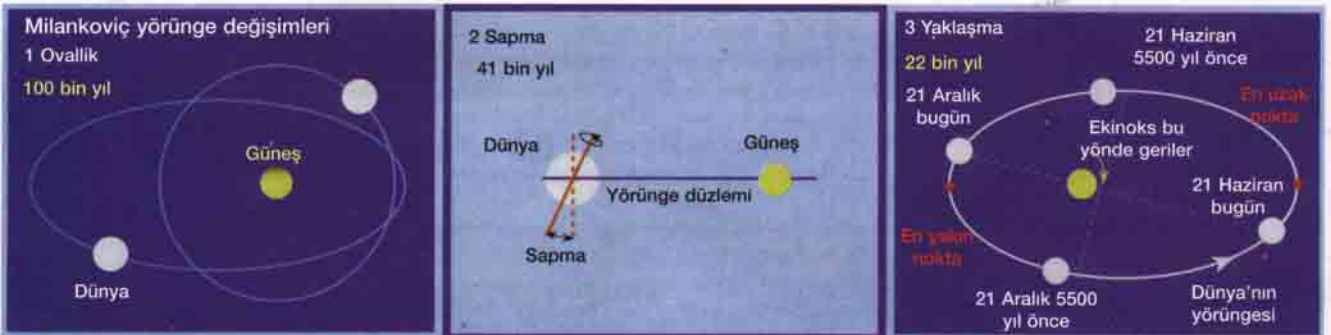 Milankoviç yörünge değişimleri
1 Ovallik
100 bin yıl
Güneş
Dünya
2 Sapma
41 bin yıl
Dünya
Güneş
Yörünge düzlemi
Sapma
3 Yaklaşma
22 bin yıl
21 Haziran
5500 yıl önce
21 Aralık
bugün
En uzak
nokta
Ekinoks bu
yönde geriler
21 Haziran
bugün
En yakın
nokta
21 Aralık 5500
yıl önce
Dünya'nın
yörüngesi